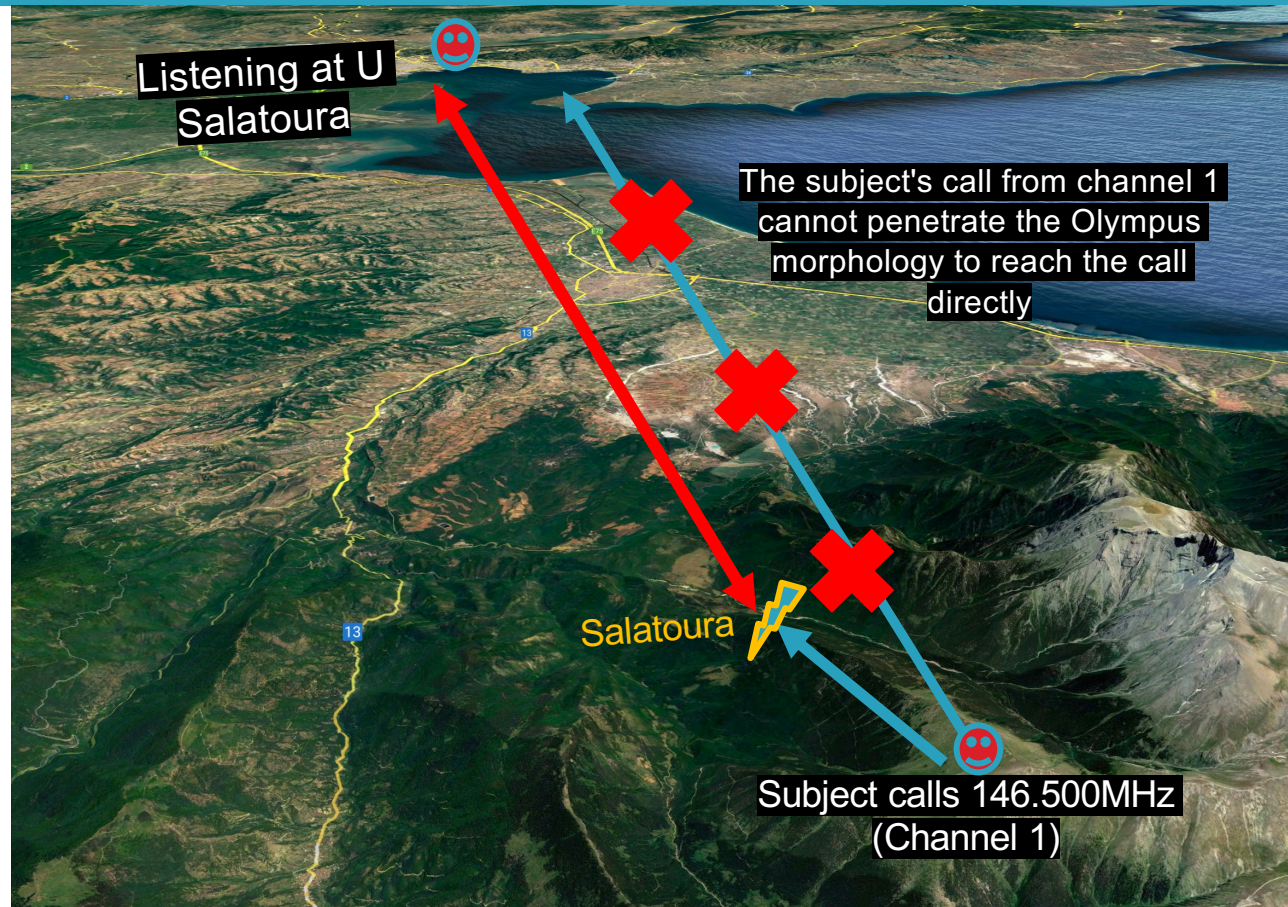 Listening at U
Salatoura
The subject's call from channel 1
cannot penetrate the Olympus
morphology to reach the call
directly
E75
13
Salatoura
13
Subject calls 146.500MHz
(Channel 1)